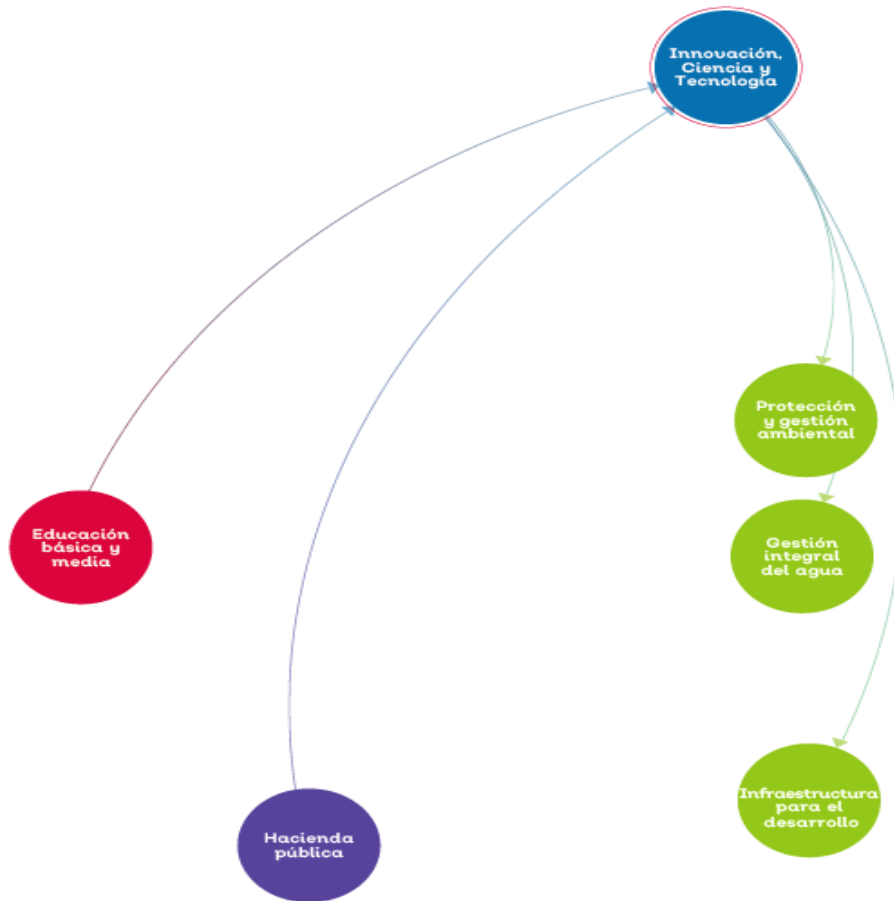 Innovación,
Ciencia y
Tecnología
Protección
y gestión
ambiental
Educación
básica y
media
Gestión
integral
del agua
Infraestructura
para el
desarrollo
Hacienda
pública